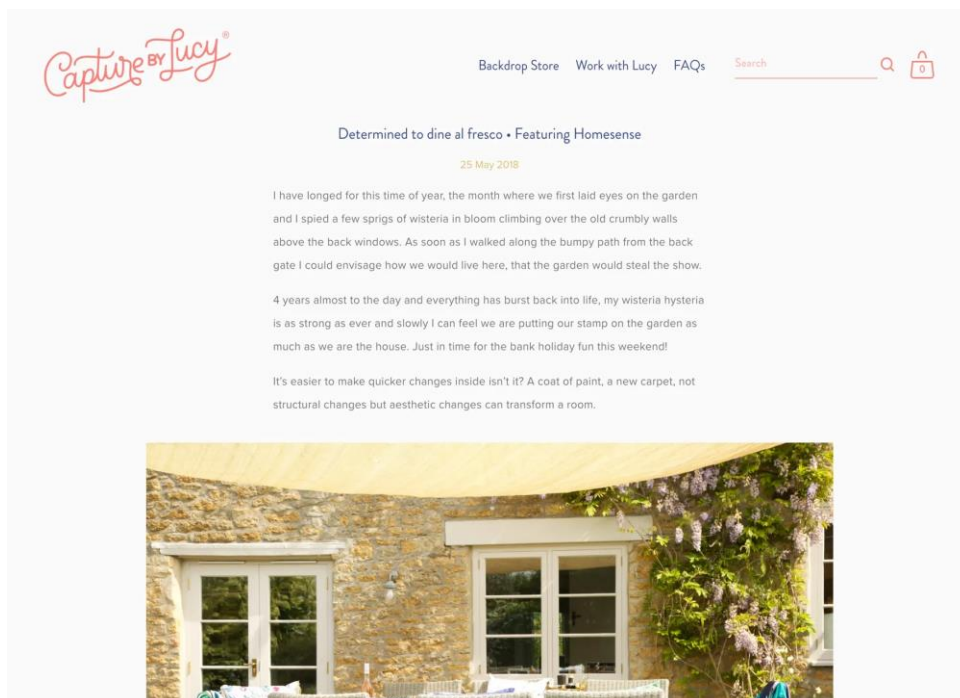 Capture BY Lucy®
Backdrop Store Work with Lucy FAQs Search 0
Determined to dine al fresco • Featuring Homesense
25 May 2018
I have longed for this time of year, the month where we first laid eyes on the garden
and I spied a few sprigs of wisteria in bloom climbing over the old crumbly walls
above the back windows. As soon as I walked along the bumpy path from the back
gate I could envisage how we would live here, that the garden would steal the show.
4 years almost to the day and everything has burst back into life, my wisteria hysteria
is as strong as ever and slowly I can feel we are putting our stamp on the garden as
much as we are the house. Just in time for the bank holiday fun this weekend!
It's easier to make quicker changes inside isn't it? A coat of paint, a new carpet, not
structural changes but aesthetic changes can transform a room.